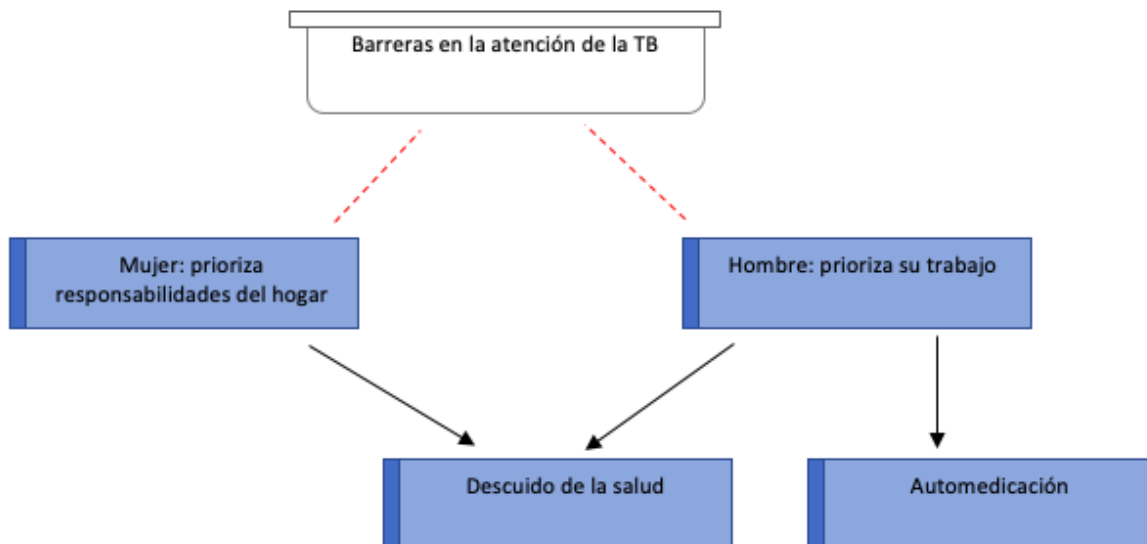 Barreras en la atención de la TB
Mujer: prioriza
responsabilidades del hogar
Hombre: prioriza su trabajo
Descuido de la salud
Automedicación